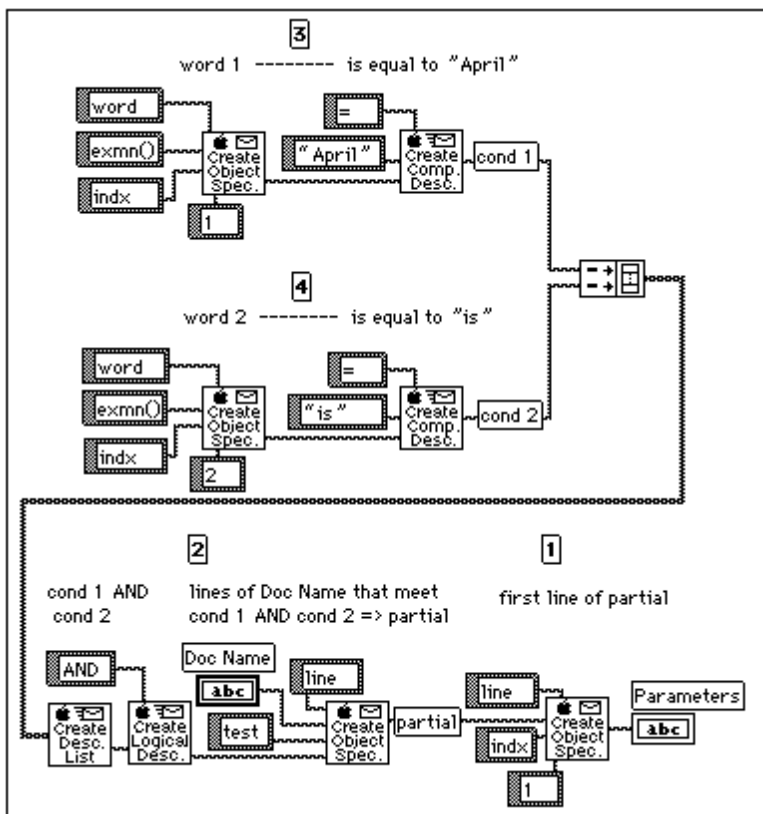 3
word 1 -------- is equal to "April"
word
exmn()
indx
1
Create Object Spec.
=
"April"
Create Comp. Desc.
cond 1
4
word 2 -------- is equal to "is"
word
exmn()
indx
2
Create Object Spec.
=
"is"
Create Comp. Desc.
cond 2
2
1
cond 1 AND
cond 2
lines of Doc Name that meet
cond 1 AND cond 2 => partial
first line of partial
AND
Create Desc. List
Create Logical Desc.
Doc Name
abc
line
test
Create Object Spec.
partial
line
indx
1
Create Object Spec.
Parameters
abc